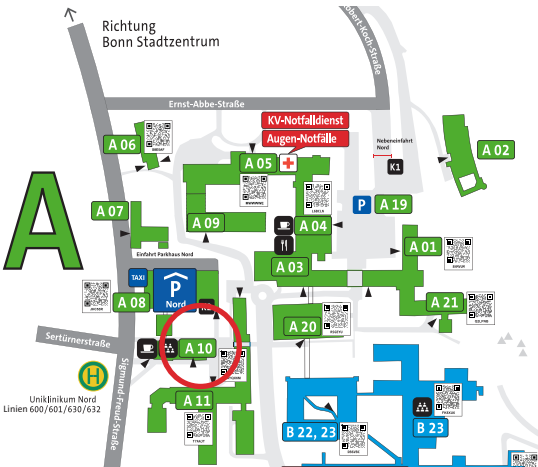 Richtung
Bonn Stadtzentrum
Robert-Koch-Straße
Ernst-Abbe-Straße
KV-Notfalldienst
Augen-Notfälle
A 06
A 05
Nebeneinfahrt
Nord
K1
A 02
A
A 07
A 09
A 04
P
A 19
A 01
Einfahrt Parkhaus Nord
A 03
TAXI
P
Nord
A 08
A 21
A 20
Sertürnerstraße
A 10
H
Uniklinikum Nord
Linien 600/601/630/632
Sigmund-Freud-Straße
A 11
B 22, 23
B 23